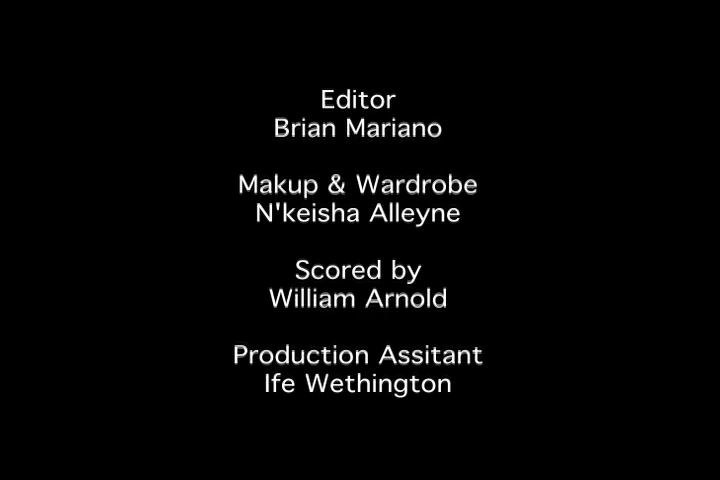 Editor
Brian Mariano
Makup & Wardrobe
N'keisha Alleyne
Scored by
William Arnold
Production Assitant
Ife Wethington